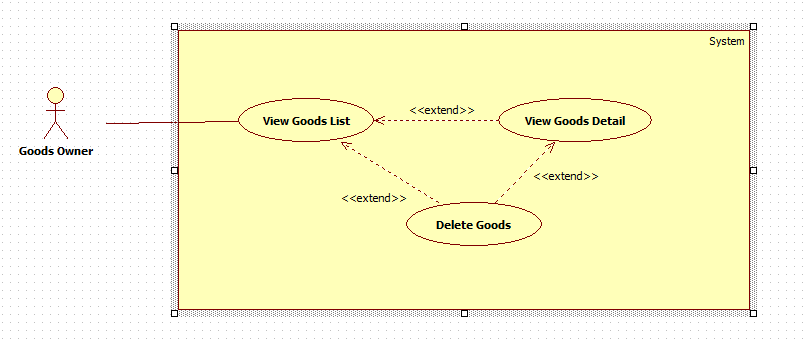 System
<<extend>>
View Goods List
View Goods Detail
Goods Owner
<<extend>>
<<extend>>
Delete Goods